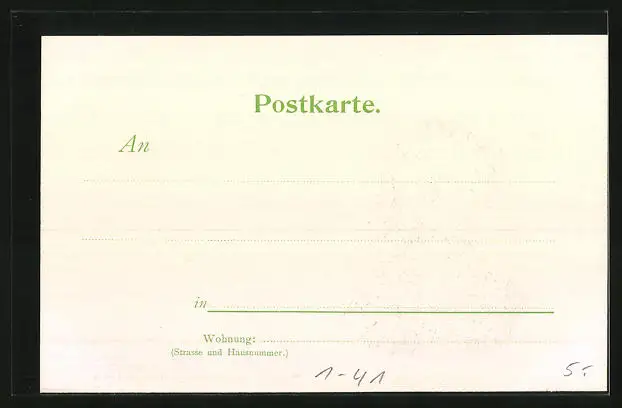 Postkarte.
An
in
Wohnung:
(Strasse und Hausnummer.)
1-41 5.-